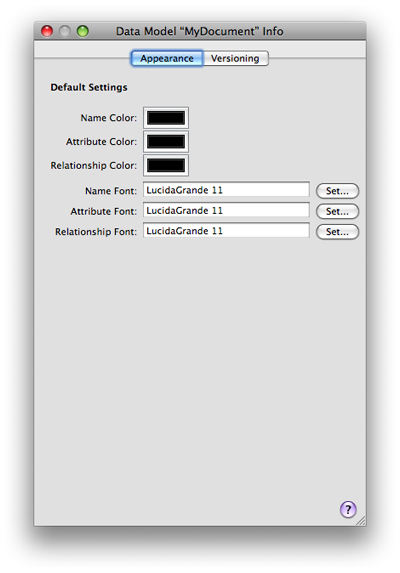 Data Model “MyDocument” Info
Appearance Versioning
Default Settings
Name Color:
Attribute Color:
Relationship Color:
Name Font: LucidaGrande 11 Set...
Attribute Font: LucidaGrande 11 Set...
Relationship Font: LucidaGrande 11 Set...
?